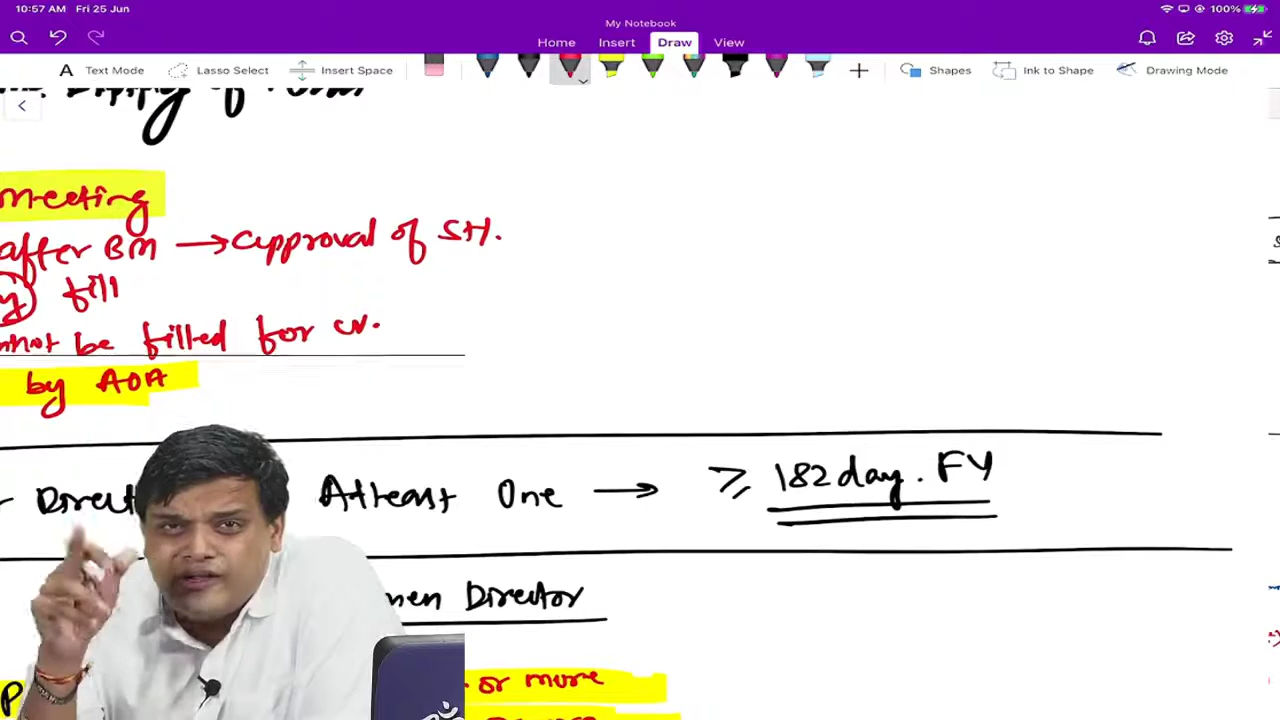 10:57 AM Fri 25 Jun
100%
My Notebook
Home Insert Draw View
Text Mode Lasso Select Insert Space Shapes Ink to Shape Drawing Mode
of
Meeting
after BM → approval of SH.
fill
be filled for
by AOA
Atleast One → ≥ 182 day. FY
Director
or more